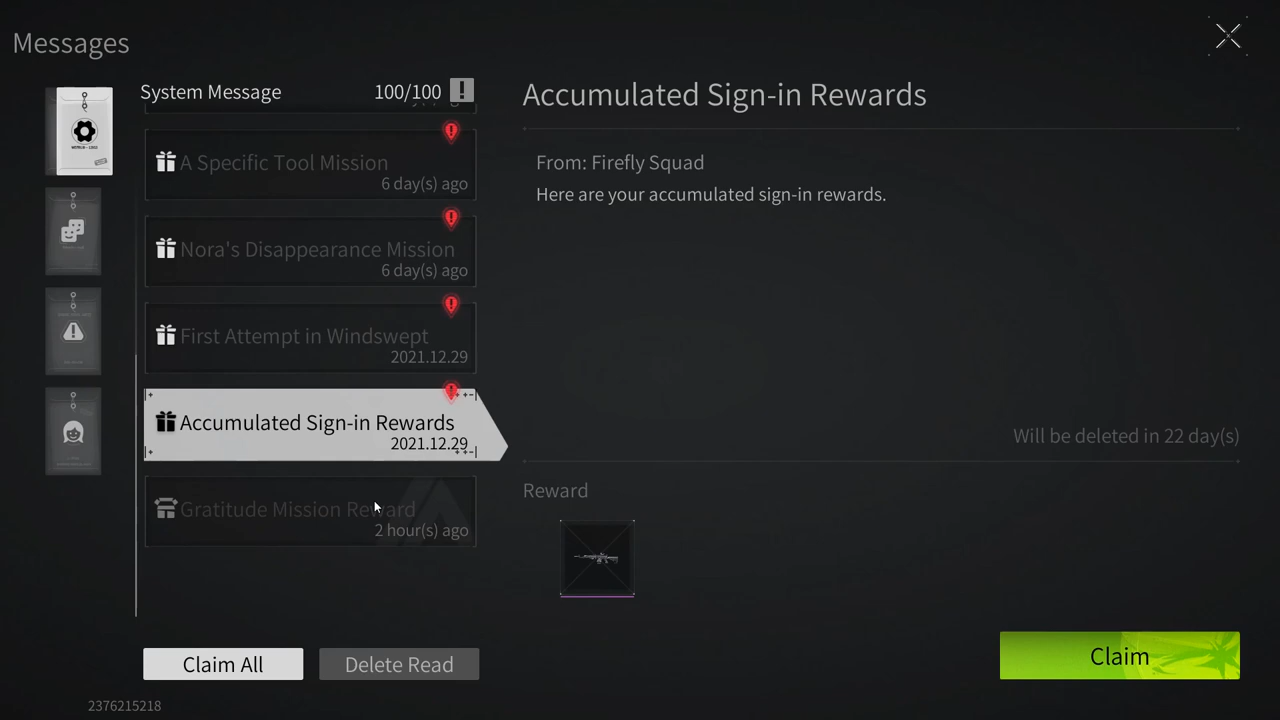 Messages
System Message
100/100
A Specific Tool Mission
6 day(s) ago
Nora's Disappearance Mission
6 day(s) ago
First Attempt in Windswept
2021.12.29
Accumulated Sign-in Rewards
2021.12.29
Gratitude Mission Reward
2 hour(s) ago
Claim All
Delete Read
2376215218
Accumulated Sign-in Rewards
From: Firefly Squad
Here are your accumulated sign-in rewards.
Will be deleted in 22 day(s)
Reward
Claim